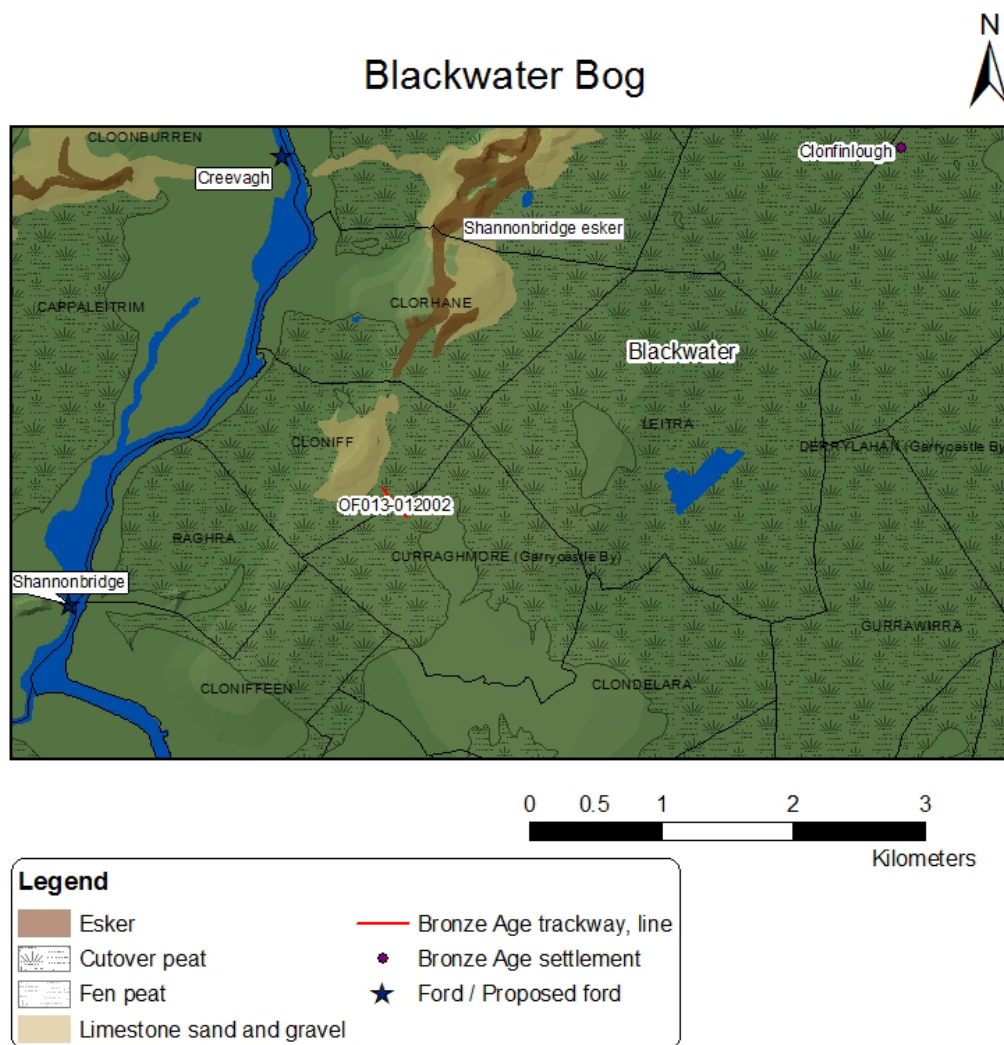 N
Blackwater Bog
CLOONBURREN
Clonfinlough
Creevagh
Shannonbridge esker
CAPPALEITRIM
CLORHANE
Blackwater
LEITRA
CLONIFF
DERRYLAHAN (Garrycastle By)
OF013-012002
RAGHRA
CURRAGHMORE (Garrycastle By)
Shannonbridge
GURRAWIRRA
CLONIFFEEN
CLONDELARA
0 0.5 1 2 3
Kilometers
Legend
Esker
Cutover peat
Fen peat
Limestone sand and gravel
Bronze Age trackway, line
Bronze Age settlement
Ford / Proposed ford